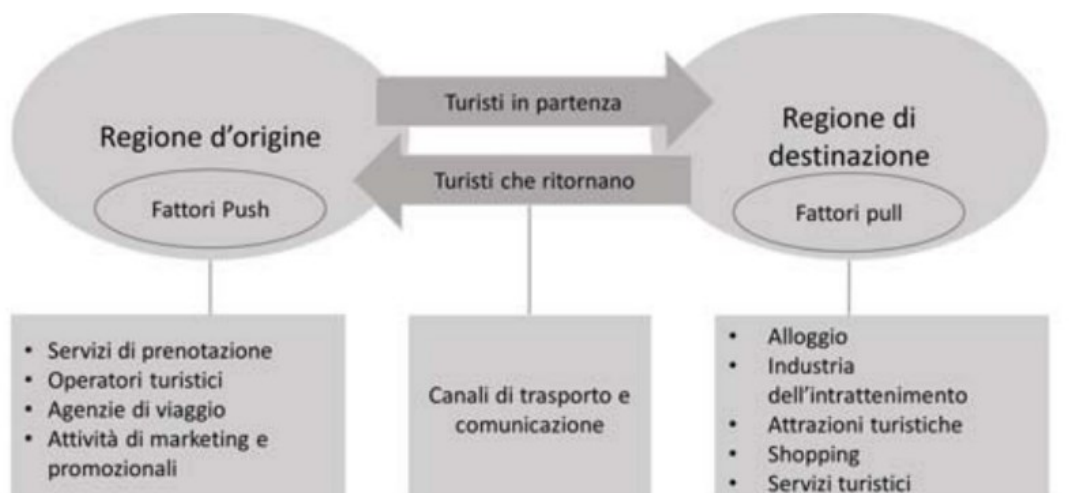 Turisti in partenza
Regione d'origine
Regione di
destinazione
Turisti che ritornano
Fattori Push
Fattori pull
• Servizi di prenotazione
• Operatori turistici
• Agenzie di viaggio
• Attività di marketing e
promozionali
Canali di trasporto e
comunicazione
• Alloggio
• Industria
dell'intrattenimento
• Attrazioni turistiche
• Shopping
• Servizi turistici